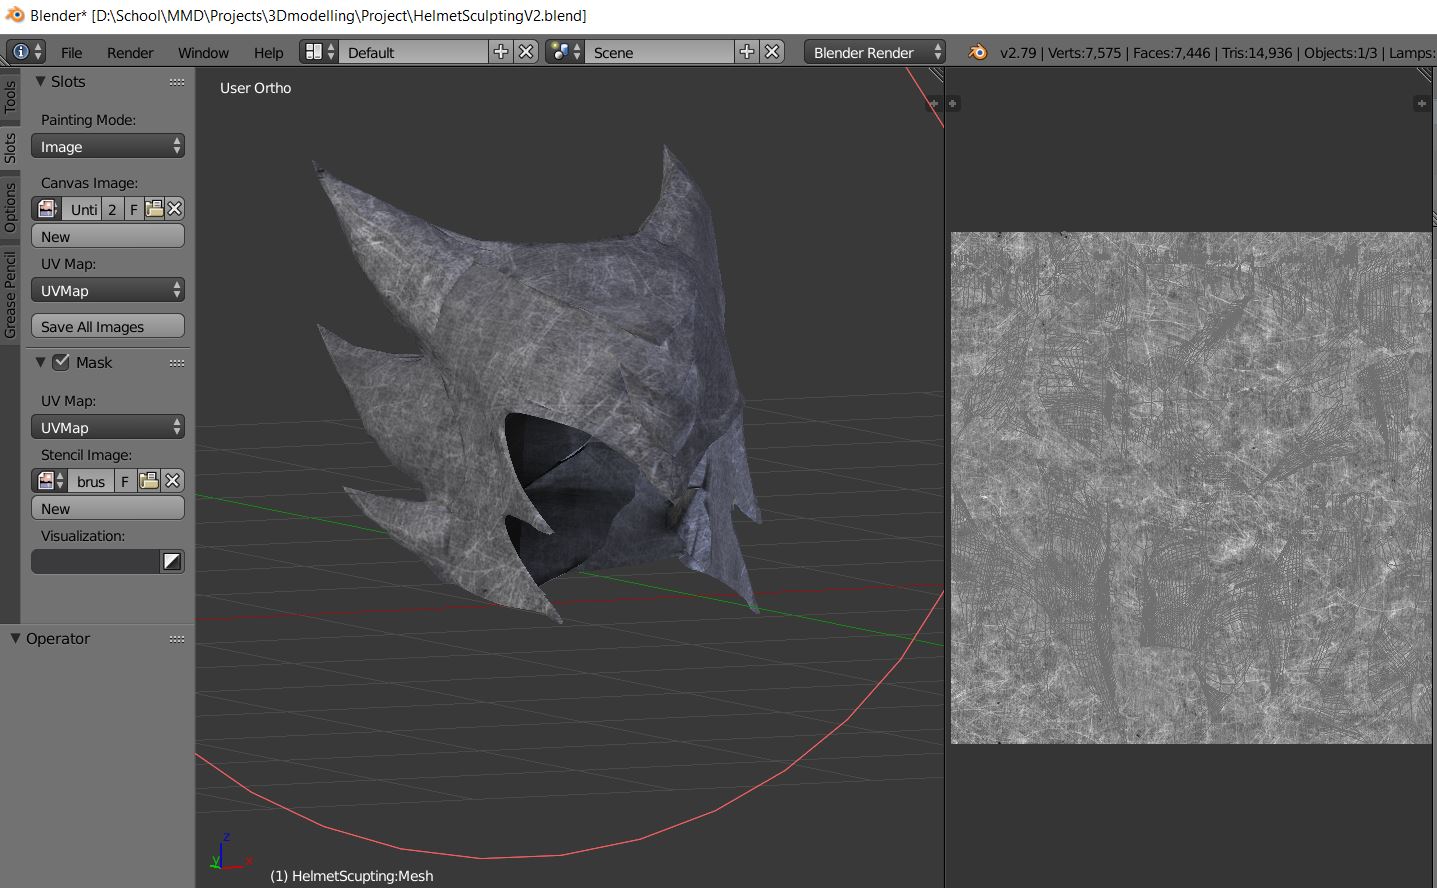 Blender* [D:\School\MMD\Projects\3Dmodelling\Project\HelmetSculptingV2.blend]
File Render Window Help Default Scene Blender Render v2.79 | Verts:7,575 | Faces:7,446 | Tris:14,936 | Objects:1/3 | Lamps:
Tools
Slots
Options
Grease Pencil
Slots
Painting Mode:
Image
Canvas Image:
Unti 2 F
New
UV Map:
UVMap
Save All Images
Mask
UV Map:
UVMap
Stencil Image:
brus F
New
Visualization:
Operator
User Ortho
z
y x
(1) HelmetScupting:Mesh